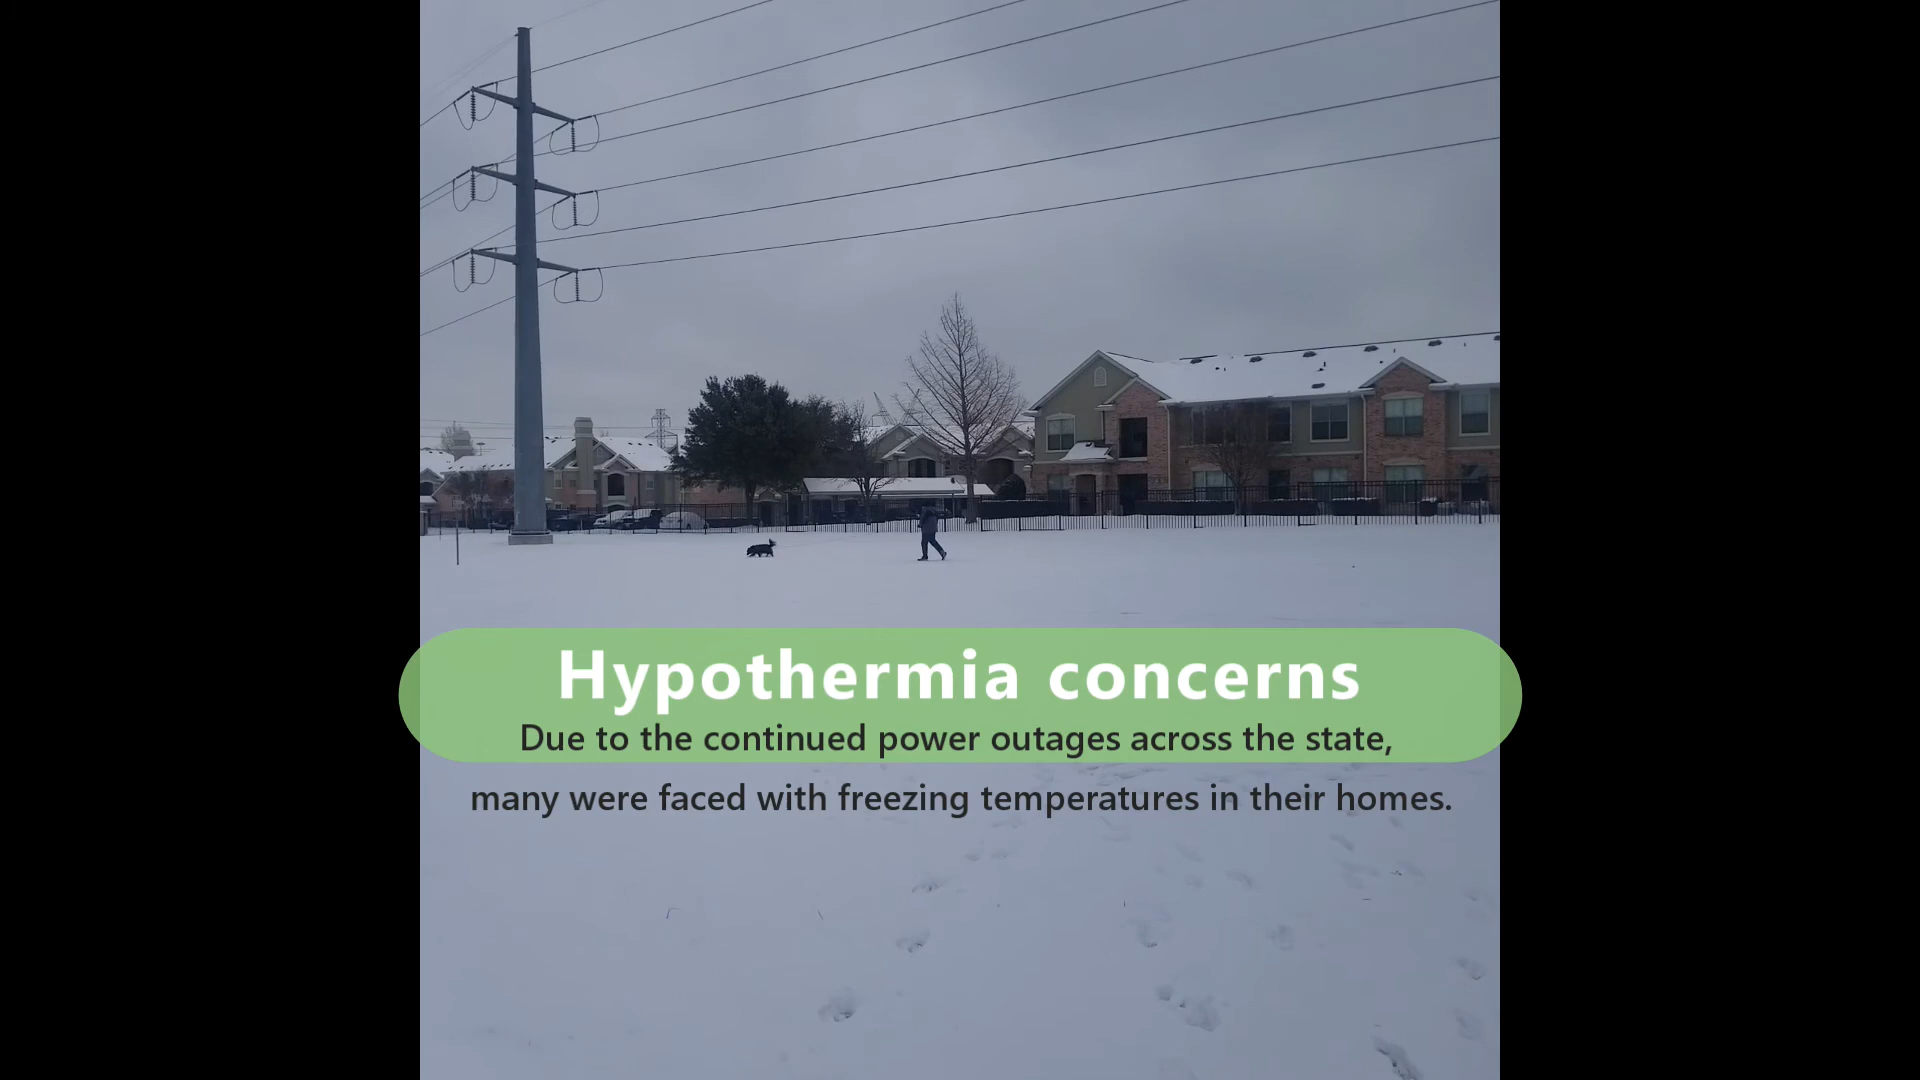 Hypothermia concerns
Due to the continued power outages across the state,
many were faced with freezing temperatures in their homes.